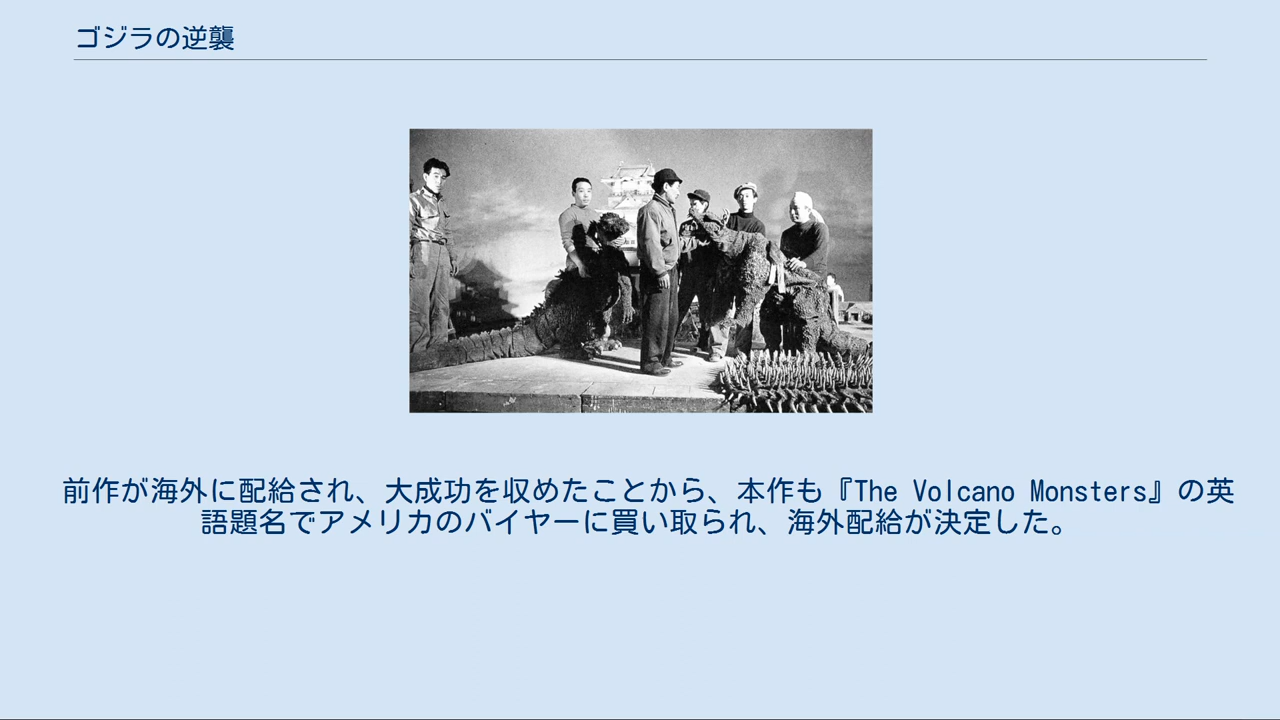 ゴジラの逆襲
前作が海外に配給され、大成功を収めたことから、本作も『The Volcano Monsters』の英
語題名でアメリカのバイヤーに買い取られ、海外配給が決定した。